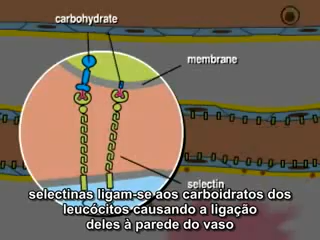 carbohydrate
membrane
selectin
selectinas ligam-se aos carboidratos dos
leucócitos causando a ligação
deles à parede do vaso